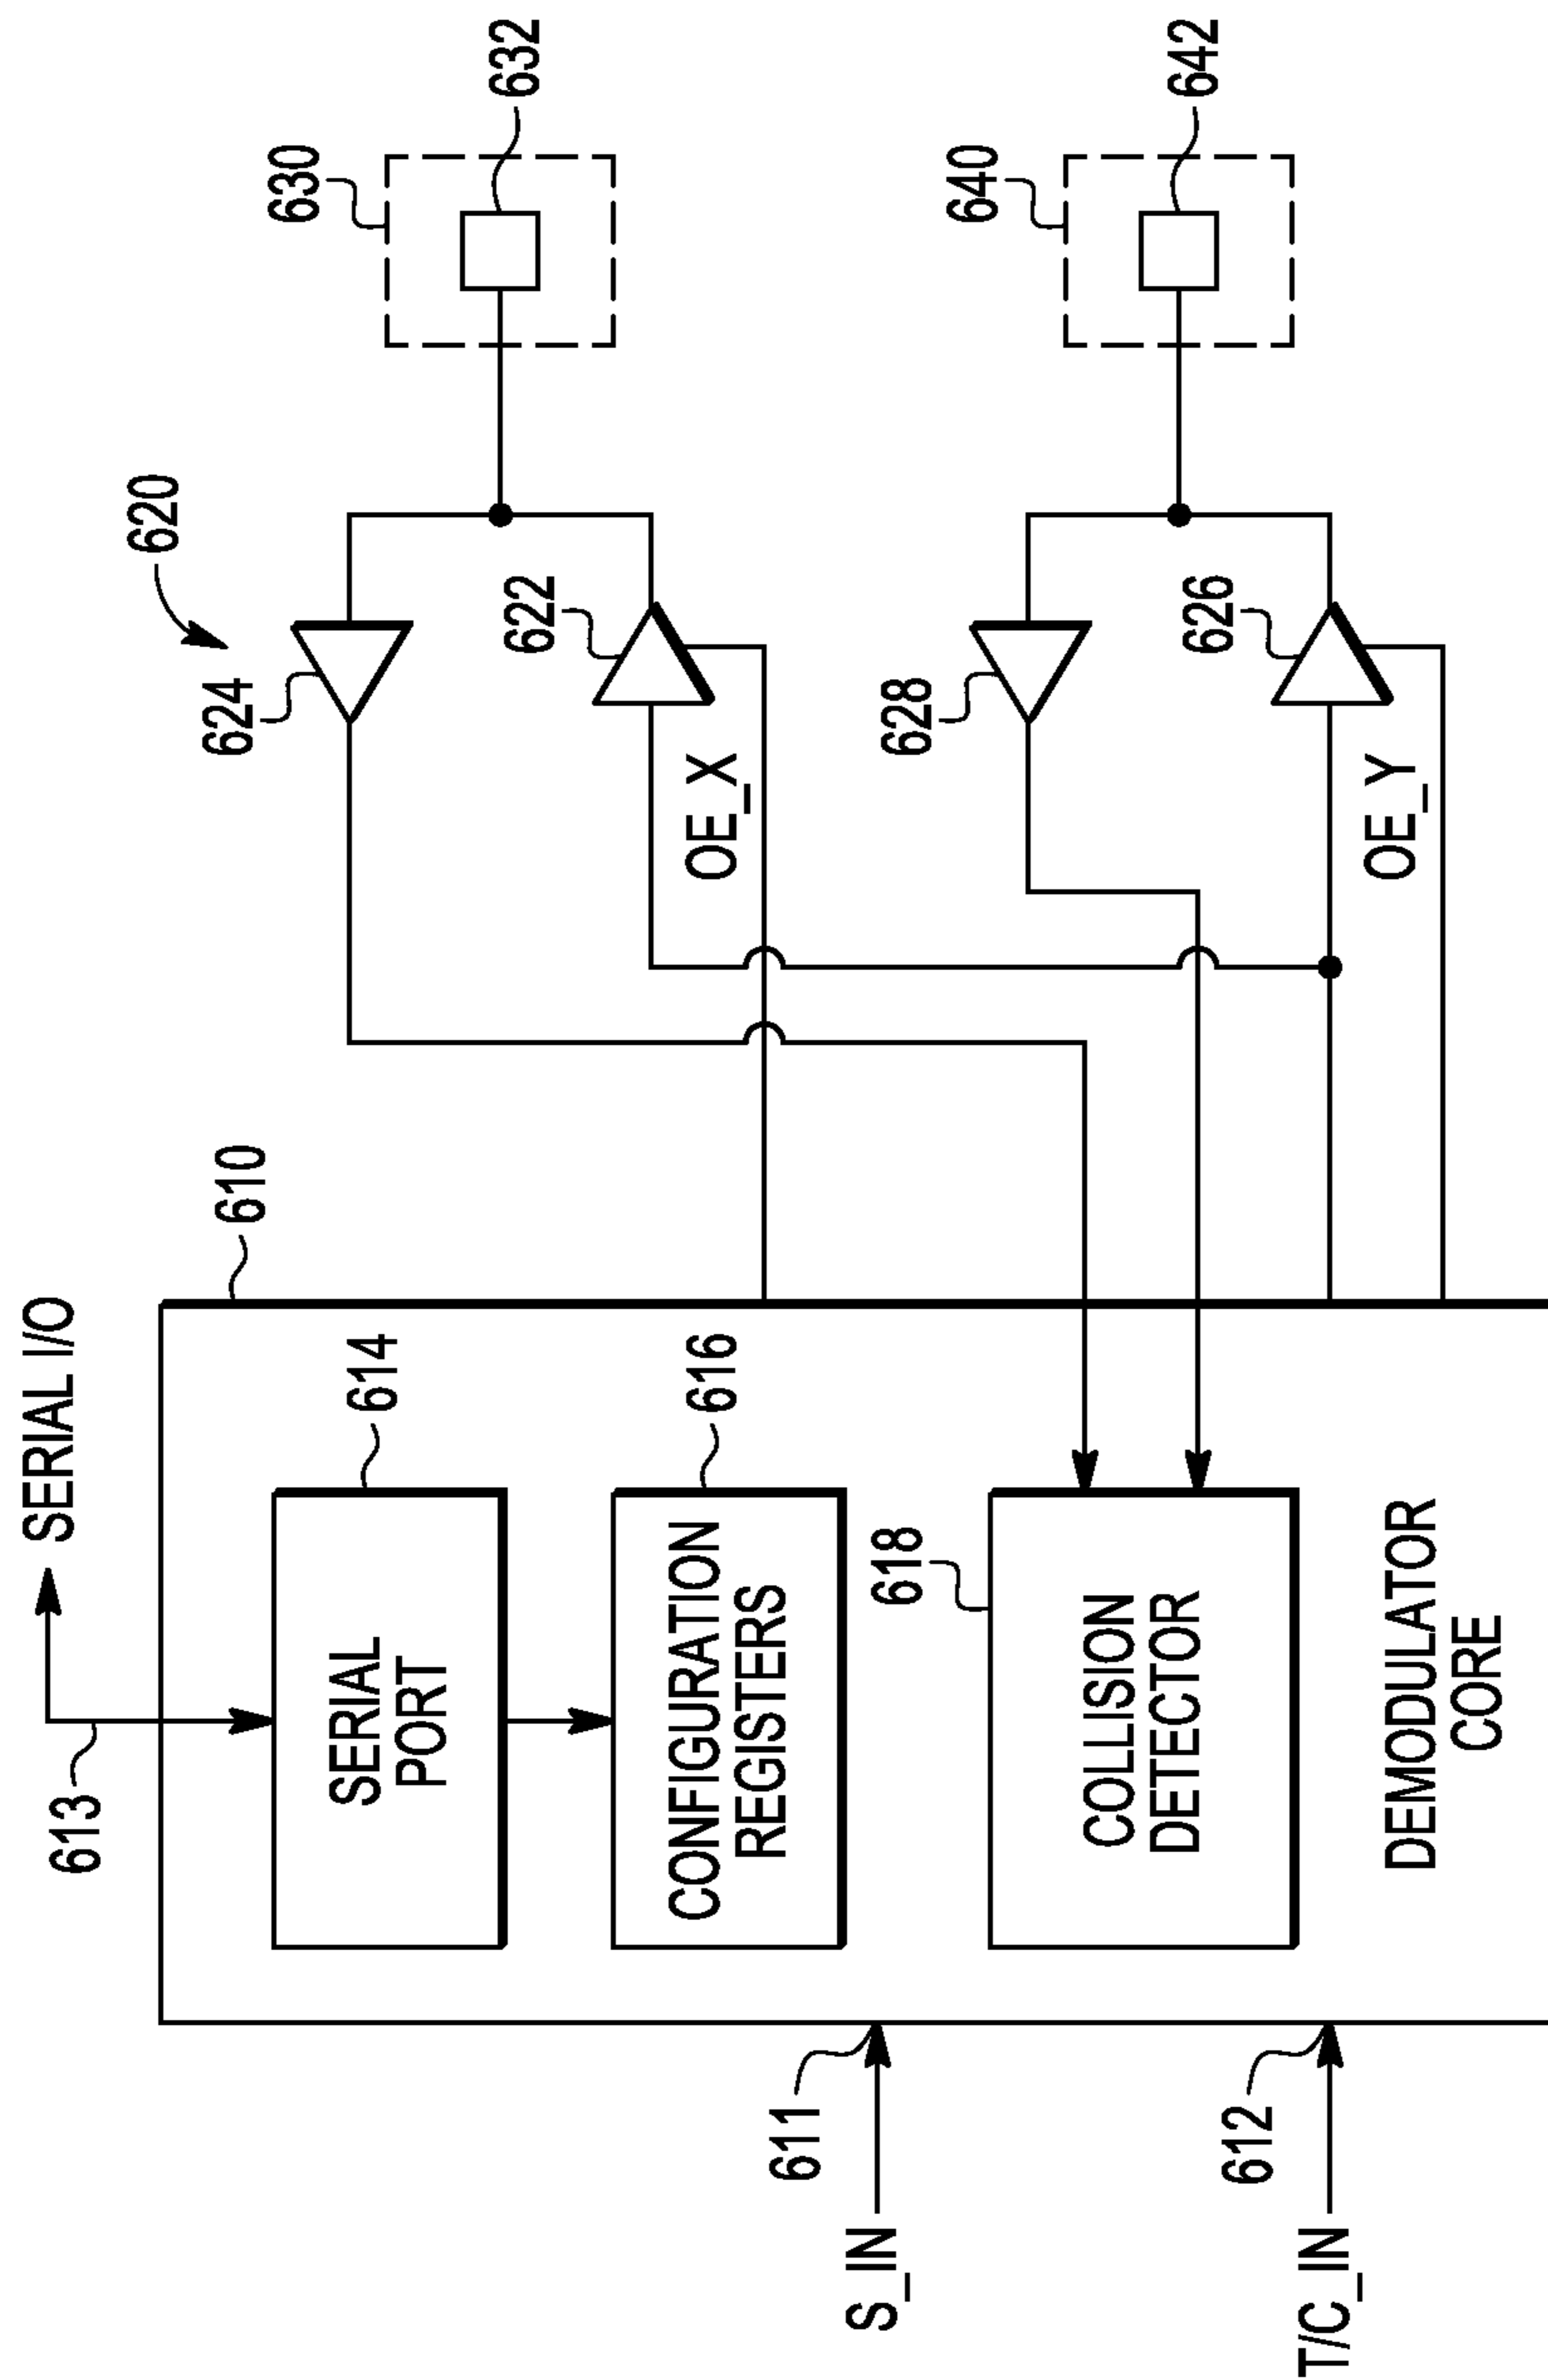 SERIAL I/O
613
610
620
630
632
624
622
614
SERIAL
PORT
OE_X
616
CONFIGURATION
REGISTERS
611
S_IN
618
COLLISION
DETECTOR
628
626
640
642
OE_Y
612
T/C_IN
DEMODULATOR
CORE